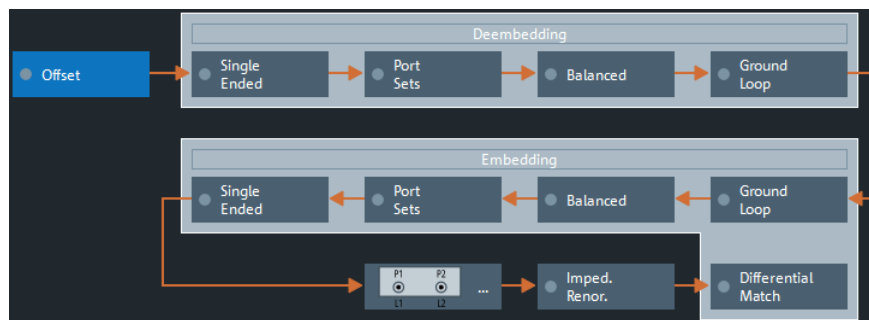 Deembedding
Offset
Single
Ended
Port
Sets
Balanced
Ground
Loop
Embedding
Single
Ended
Port
Sets
Balanced
Ground
Loop
P1 P2
L1 L2
...
Imped.
Renor.
Differential
Match